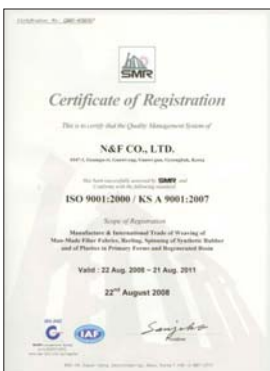 SMR
Certificate of Registration
This is to certify that the Quality Management System of
N&F CO., LTD.
Korea
Has been successfully assessed by SMR and
Conform with the following standard
ISO 9001:2000 / KS A 9001:2007
Scope of Registration
Manufacture & International Trade of Weaving of
Man-Made Fiber Fabrics, Reeling, Spinning of Synthetic Rubber
and of Plastics in Primary Forms and Regenerated Resin
Valid : 22 Aug. 2008 ~ 21 Aug. 2011
22nd August 2008
IAF